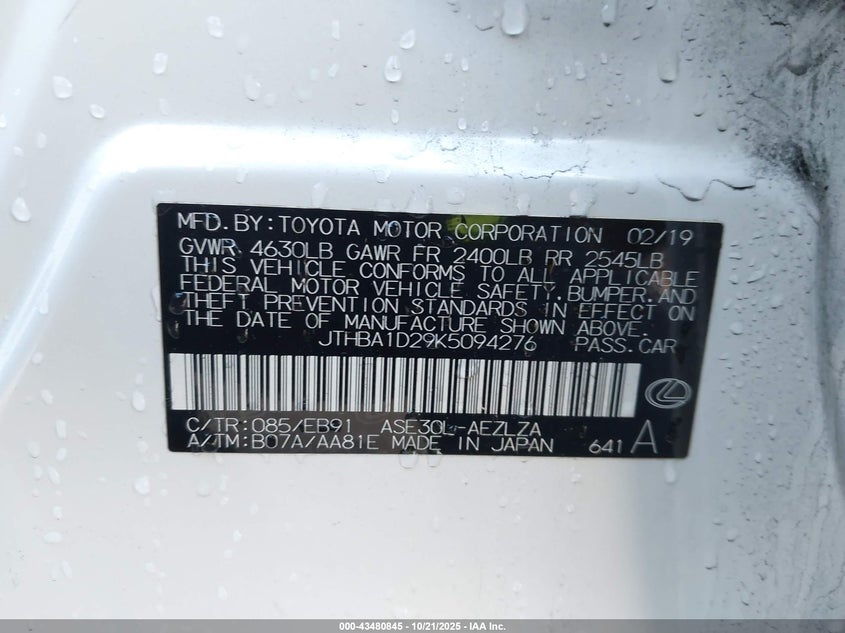 MFD.BY:TOYOTA MOTOR CORPORATION 02/19
GVWR 4630LB GAWR FR 2400LB RR 2545LB
THIS VEHICLE CONFORMS TO ALL APPLICABLE
FEDERAL MOTOR VEHICLE SAFETY,BUMPER,AND
THEFT PREVENTION STANDARDS IN EFFECT ON
THE DATE OF MANUFACTURE SHOWN ABOVE.
JTHBA1D29K5094276 PASS.CAR
C/TR:085/EB91 ASE30L-AEZLZA
A/TM:B07A/AA81E MADE IN JAPAN 641 A
000-43480845 - 10/21/2025 - IAA Inc.